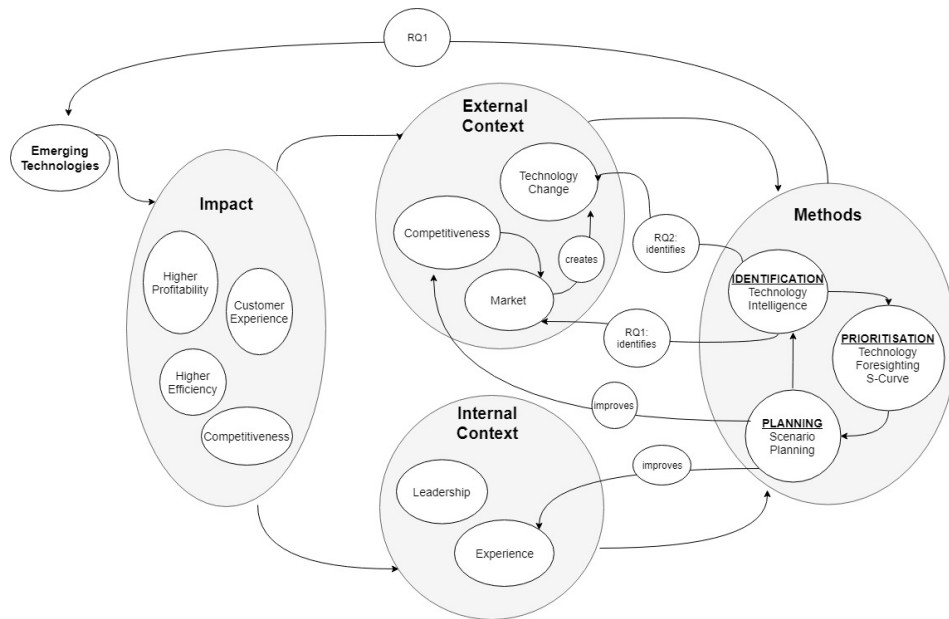 RQ1
Emerging
Technologies
Impact
Higher
Profitability
Customer
Experience
Higher
Efficiency
Competitiveness
External
Context
Technology
Change
Competitiveness
creates
Market
RQ2:
identifies
RQ1:
identifies
improves
Internal
Context
Leadership
Experience
improves
Methods
IDENTIFICATION
Technology
Intelligence
PRIORITISATION
Technology
Foresighting
S-Curve
PLANNING
Scenario
Planning